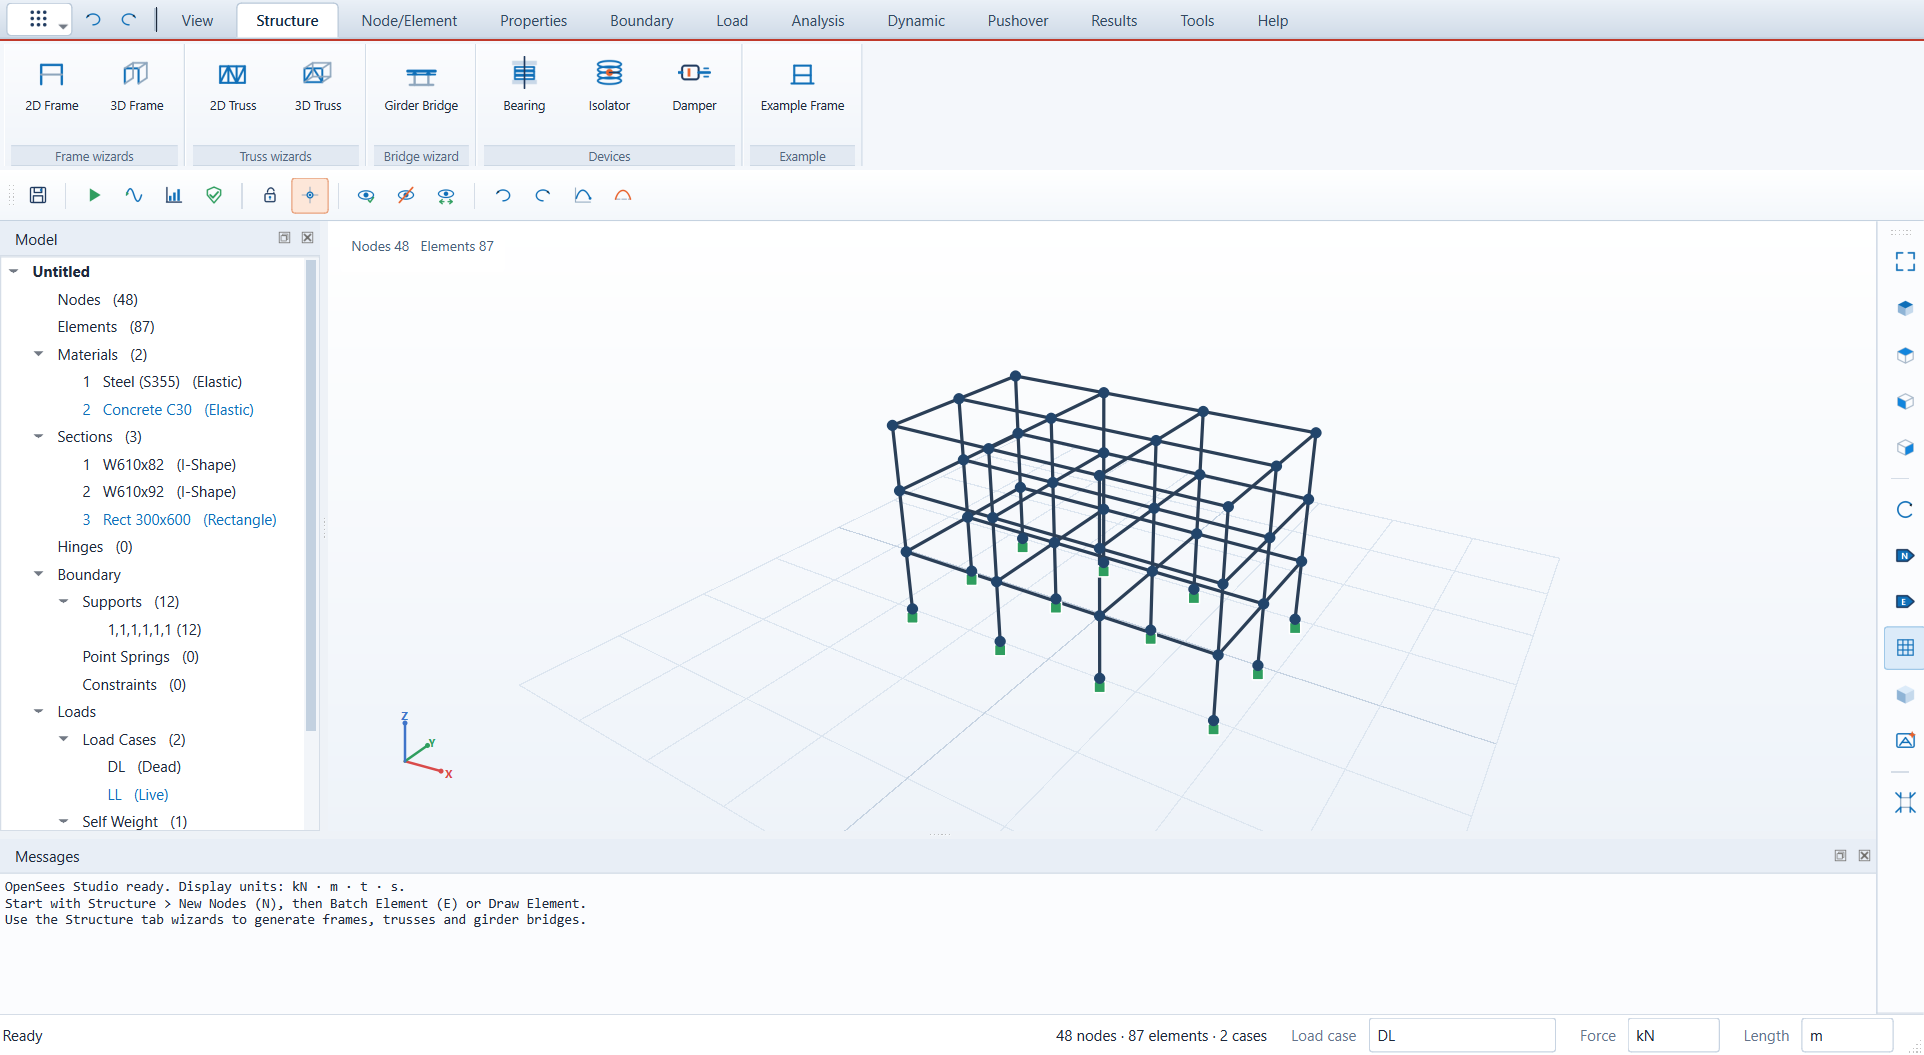 View Structure Node/Element Properties Boundary Load Analysis Dynamic Pushover Results Tools Help
2D Frame 3D Frame 2D Truss 3D Truss Girder Bridge Bearing Isolator Damper Example Frame
Frame wizards Truss wizards Bridge wizard Devices Example
Model
Untitled
Nodes (48)
Elements (87)
Materials (2)
1 Steel (S355) (Elastic)
2 Concrete C30 (Elastic)
Sections (3)
1 W610x82 (I-Shape)
2 W610x92 (I-Shape)
3 Rect 300x600 (Rectangle)
Hinges (0)
Boundary
Supports (12)
1,1,1,1,1,1 (12)
Point Springs (0)
Constraints (0)
Loads
Load Cases (2)
DL (Dead)
LL (Live)
Self Weight (1)
Nodes 48 Elements 87
Z
Y
X
N
E
Messages
OpenSees Studio ready. Display units: kN · m · t · s.
Start with Structure > New Nodes (N), then Batch Element (E) or Draw Element.
Use the Structure tab wizards to generate frames, trusses and girder bridges.
Ready 48 nodes · 87 elements · 2 cases Load case DL Force kN Length m